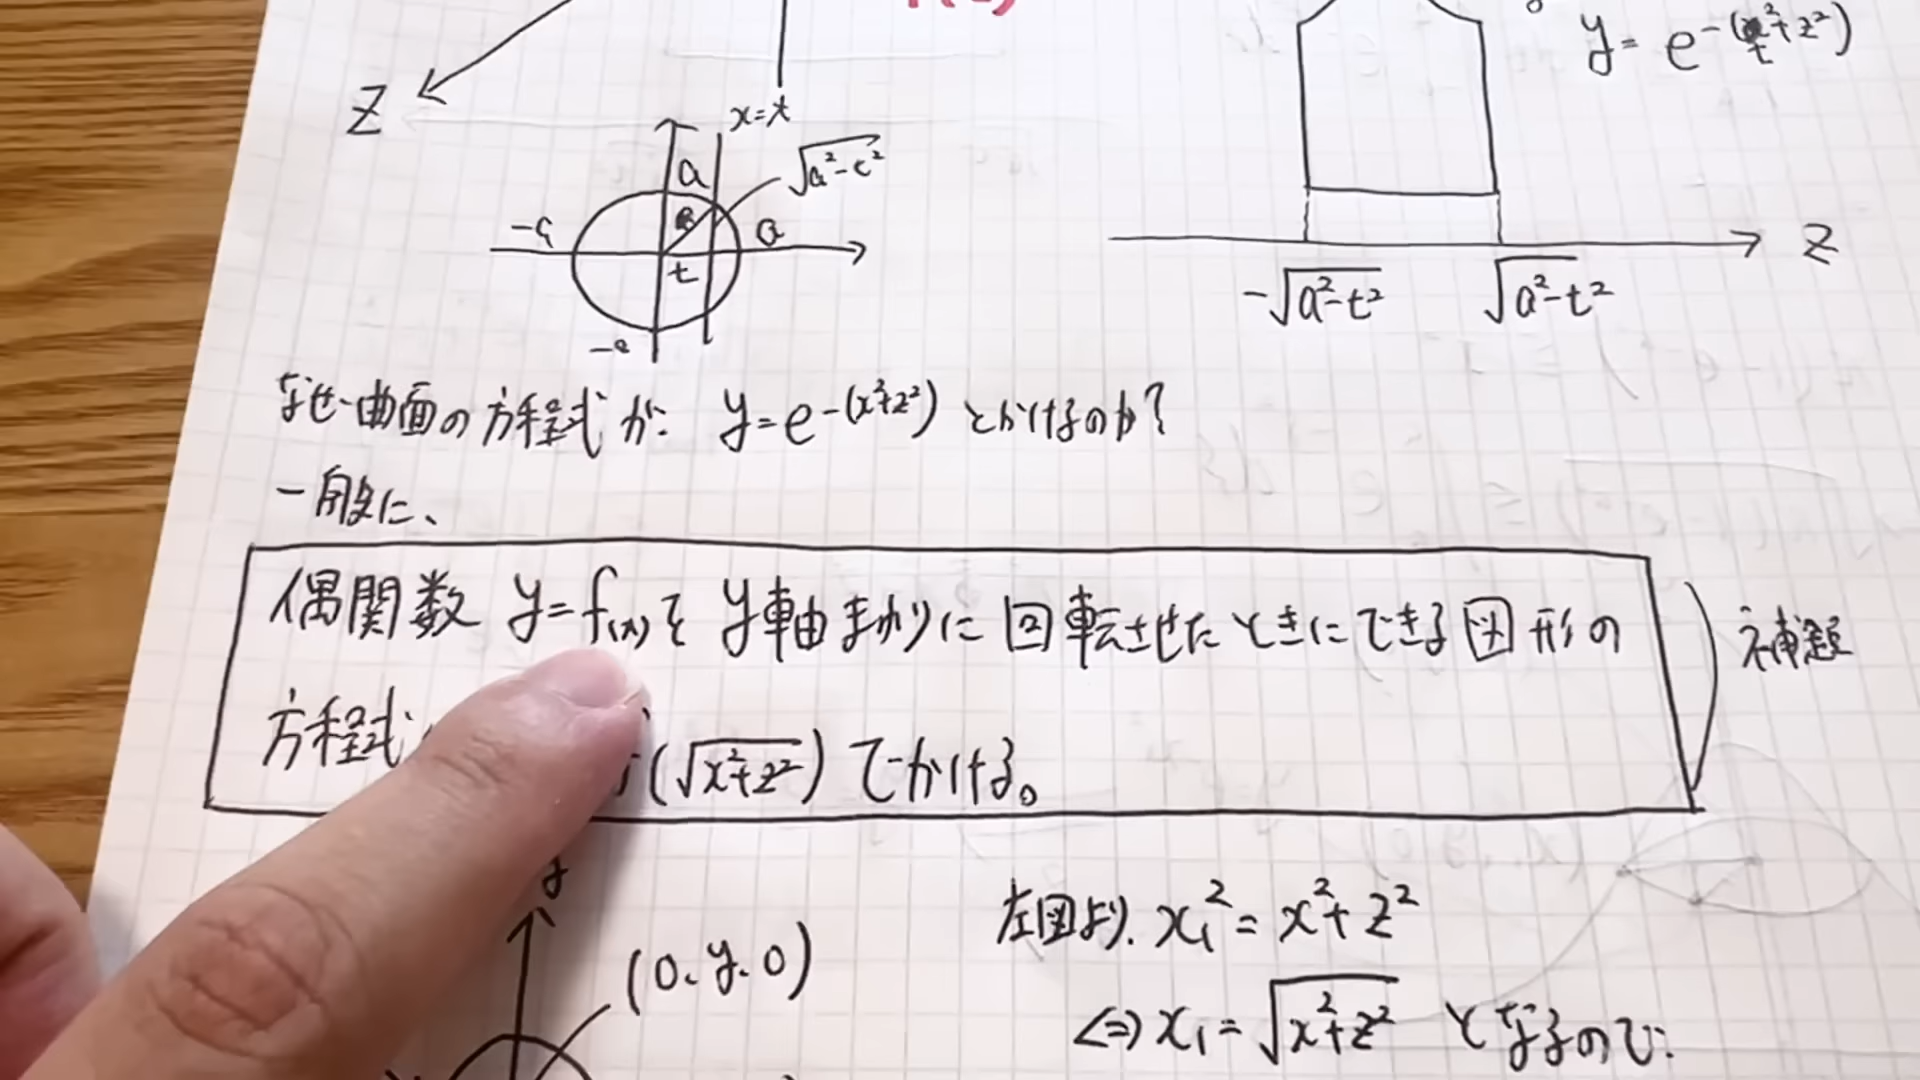 y = e^{-(t²+z²)}
Z
x=t
a
√(a²-t²)
-a
a
t
Z
-√(a²-t²)
√(a²-t²)
なぜ曲面の方程式が y=e^{-(x²+z²)} とかけるのか?
一般に、
偶関数 y=f(x)を y軸まわりに回転させたときにできる図形の
方程式 (√(x²+z²)) でかける。
補題
左図より. x₁² = x²+z²
⇔ x₁ = √(x²+z²) となるので
y
(0.y.0)